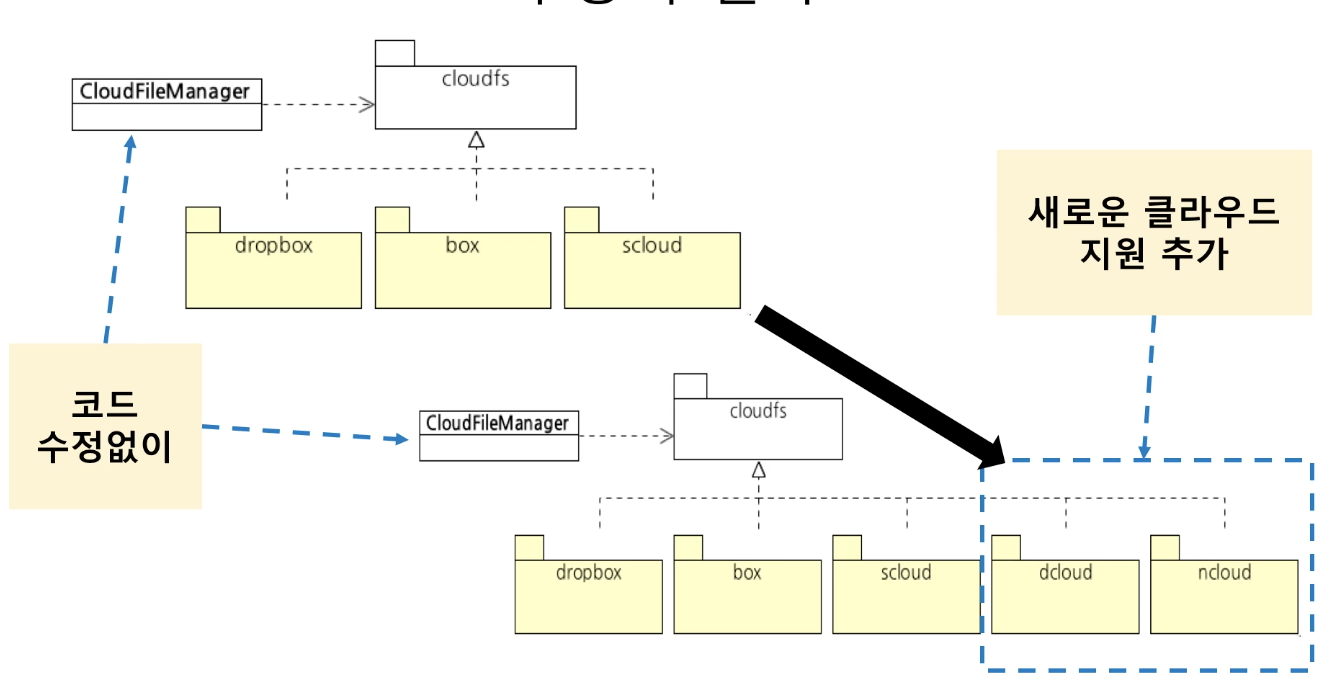 CloudFileManager
cloudfs
dropbox
box
scloud
새로운 클라우드
지원 추가
코드
수정없이
CloudFileManager
cloudfs
dropbox
box
scloud
dcloud
ncloud